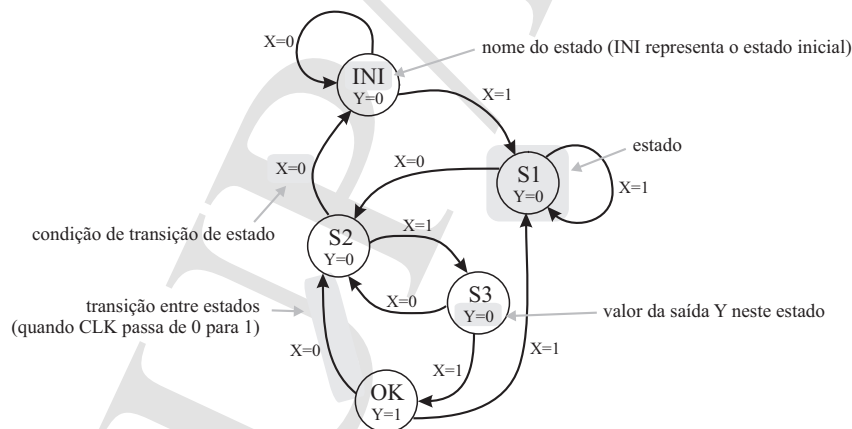 X=0
nome do estado (INI representa o estado inicial)
INI
Y=0
X=1
estado
X=0
X=0
S1
Y=0
X=1
condição de transição de estado
S2
Y=0
X=1
transição entre estados
(quando CLK passa de 0 para 1)
X=0
S3
Y=0
valor da saída Y neste estado
X=0
X=1
X=1
OK
Y=1